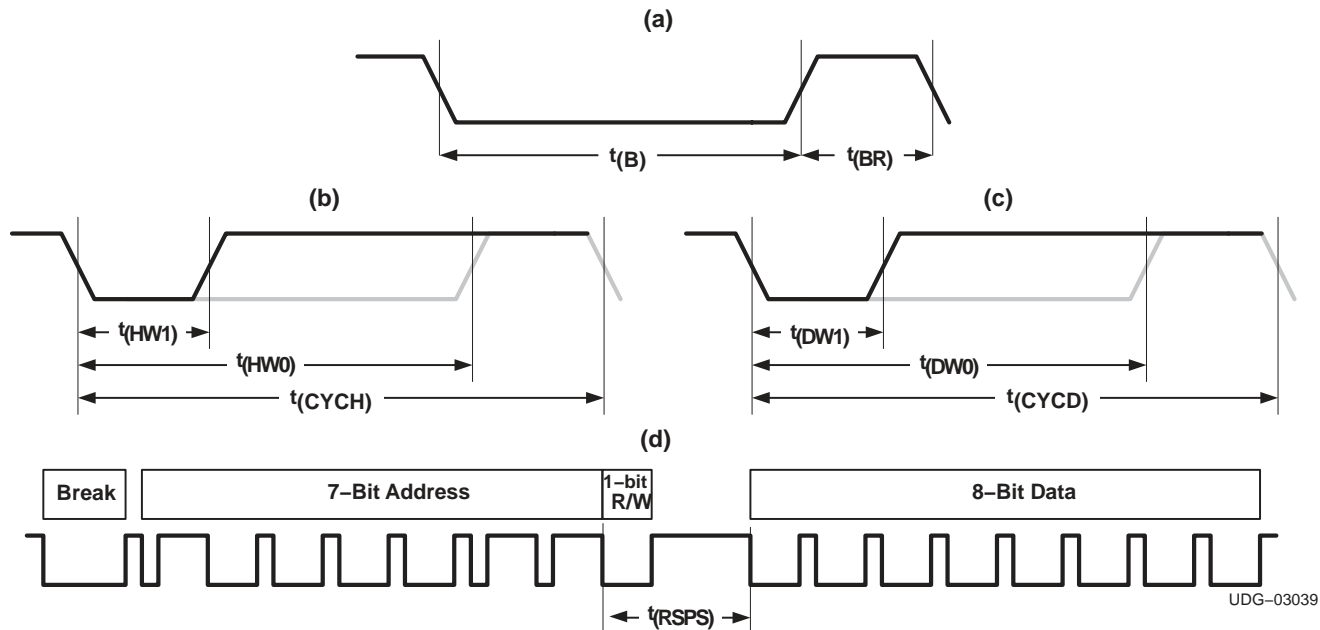 (a)
t(B)
t(BR)
(b)
(c)
t(HW1)
t(DW1)
t(HW0)
t(DW0)
t(CYCH)
t(CYCD)
(d)
Break
7–Bit Address
1–bit
R/W
8–Bit Data
t(RSPS)
UDG–03039